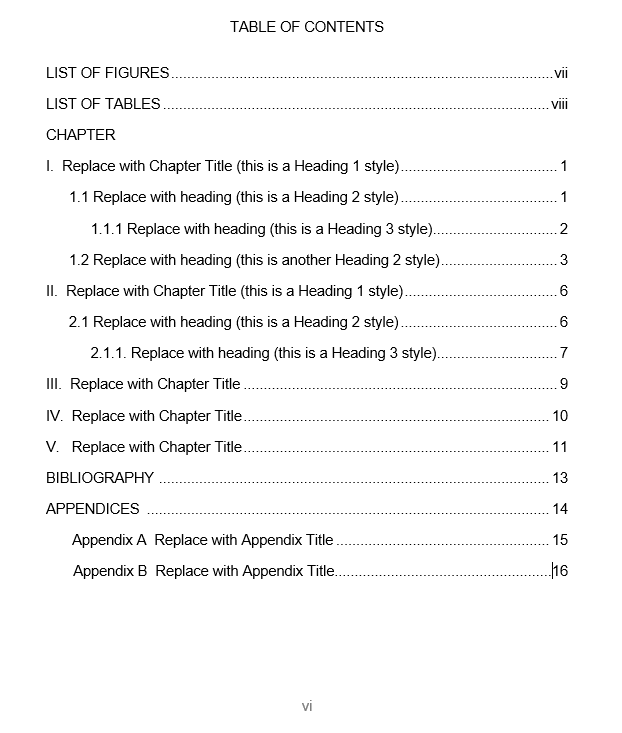 TABLE OF CONTENTS
LIST OF FIGURES........................................................................................vii
LIST OF TABLES........................................................................................viii
CHAPTER
I.  Replace with Chapter Title (this is a Heading 1 style)....................................1
1.1 Replace with heading (this is a Heading 2 style)....................................1
1.1.1 Replace with heading (this is a Heading 3 style)............................2
1.2 Replace with heading (this is another Heading 2 style)..........................3
II.  Replace with Chapter Title (this is a Heading 1 style)...................................6
2.1 Replace with heading (this is a Heading 2 style)....................................6
2.1.1. Replace with heading (this is a Heading 3 style)...........................7
III.  Replace with Chapter Title ........................................................................9
IV.  Replace with Chapter Title.......................................................................10
V.   Replace with Chapter Title.......................................................................11
BIBLIOGRAPHY ..........................................................................................13
APPENDICES  .............................................................................................14
Appendix A  Replace with Appendix Title .................................................15
Appendix B  Replace with Appendix Title..................................................16
vi